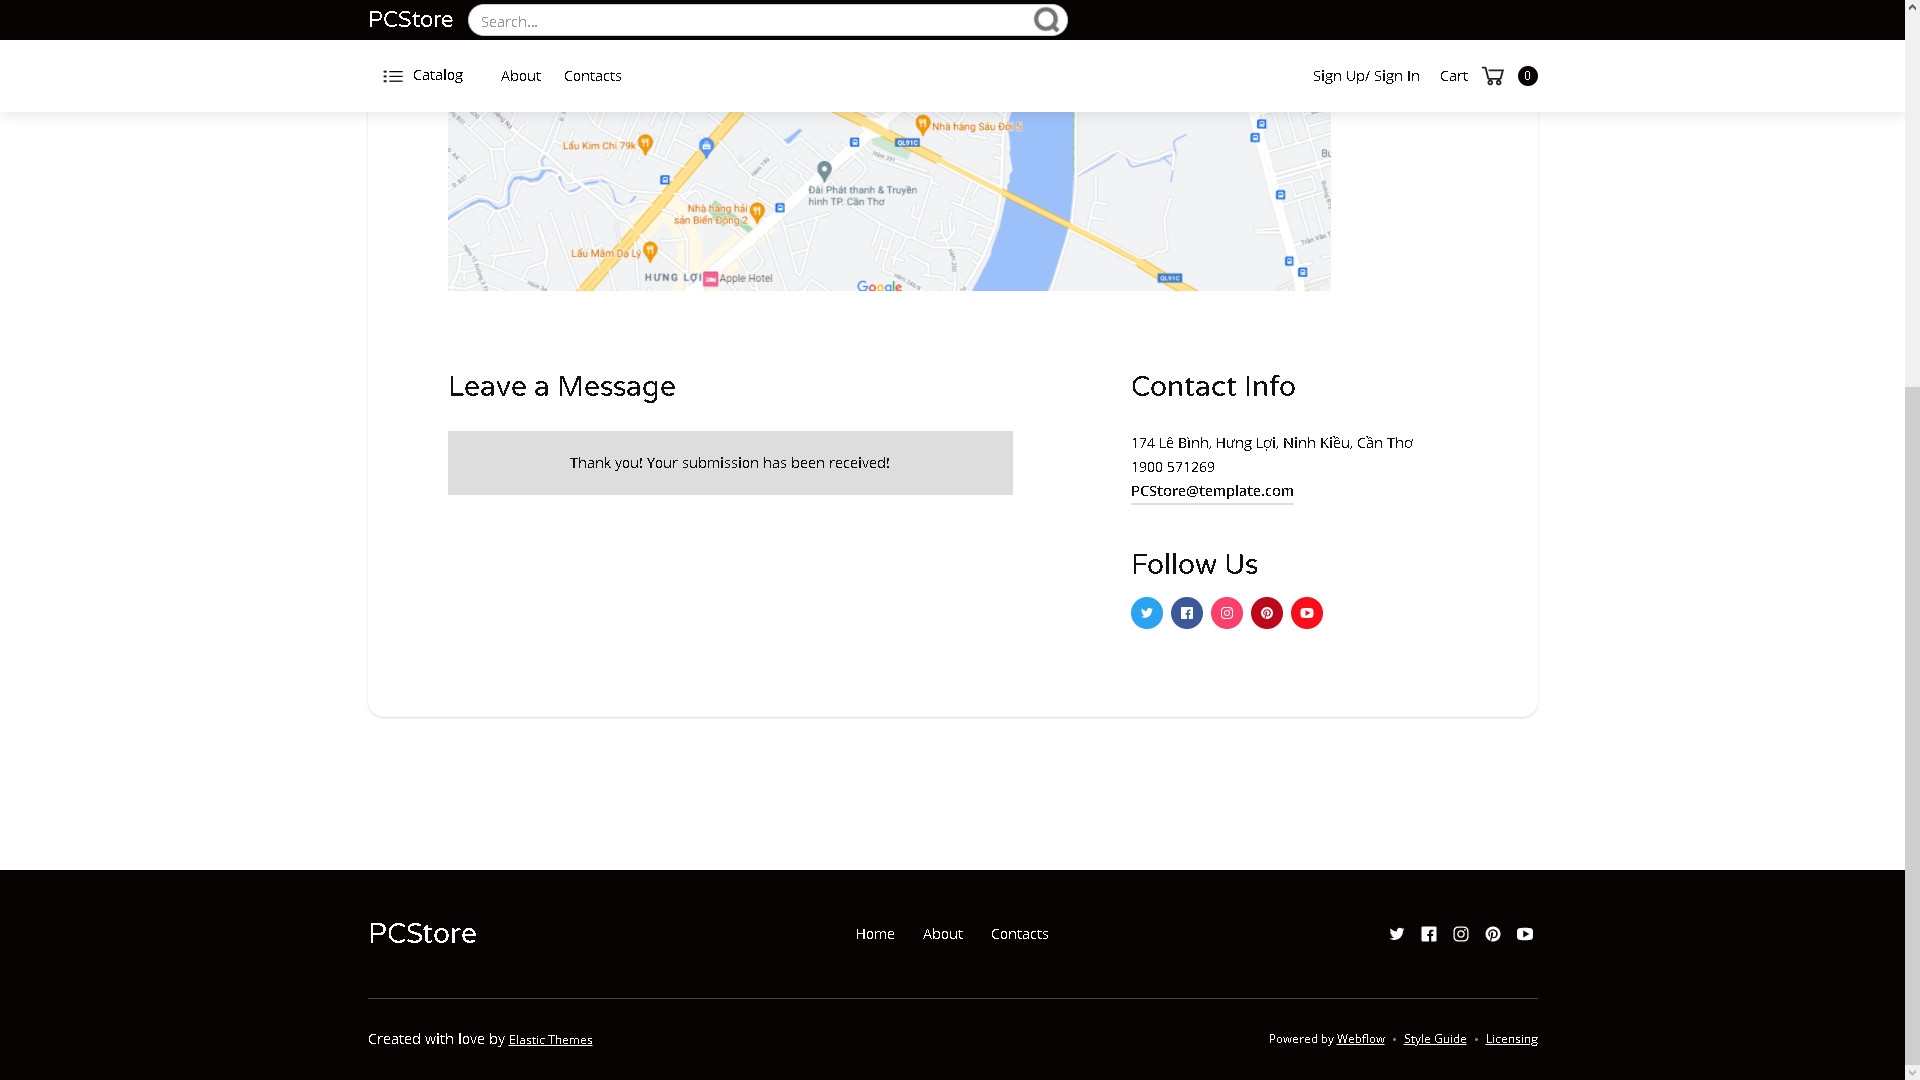 PCStore
Search...
Catalog
About
Contacts
Sign Up/ Sign In
Cart
0
Nhà hàng Sáu Đời 5
Lẩu Kim Chi 79k
QL91C
Hẻm 311
Đài Phát thanh & Truyền
hình TP. Cần Thơ
Nhà hàng hải
sản Biển Đông 2
Lẩu Mắm Dạ Lý
HƯNG LỢI
Apple Hotel
Google
QL91C
Leave a Message
Thank you! Your submission has been received!
Contact Info
174 Lê Bình, Hưng Lợi, Ninh Kiều, Cần Thơ
1900 571269
PCStore@template.com
Follow Us
PCStore
Home
About
Contacts
Created with love by Elastic Themes
Powered by Webflow • Style Guide • Licensing